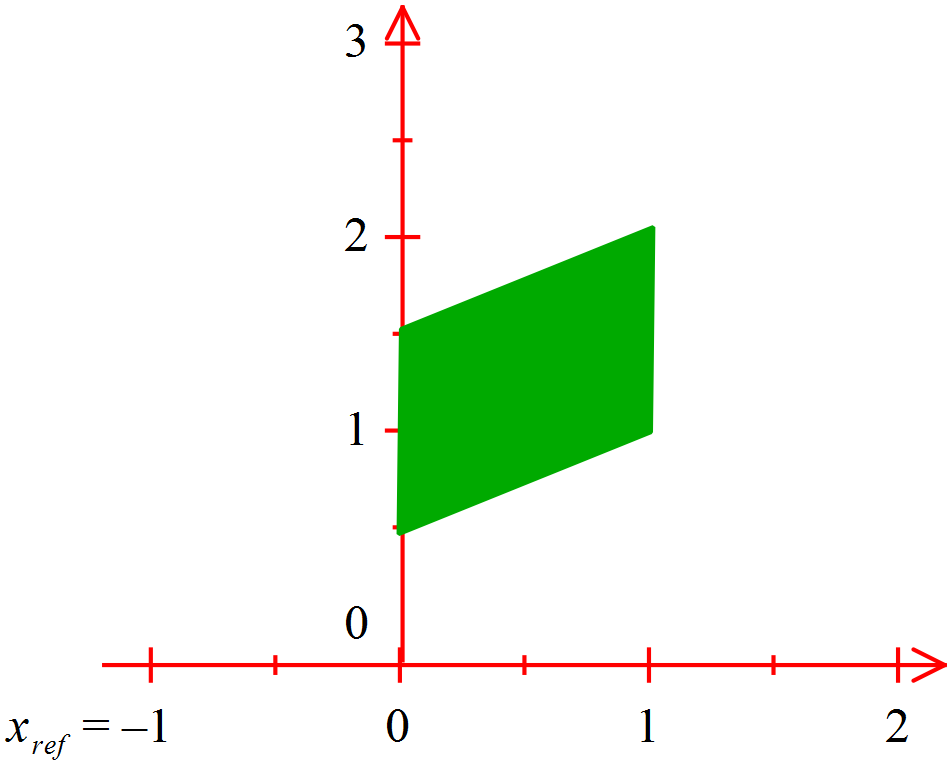 3
2
1
0
x_ref = –1 0 1 2